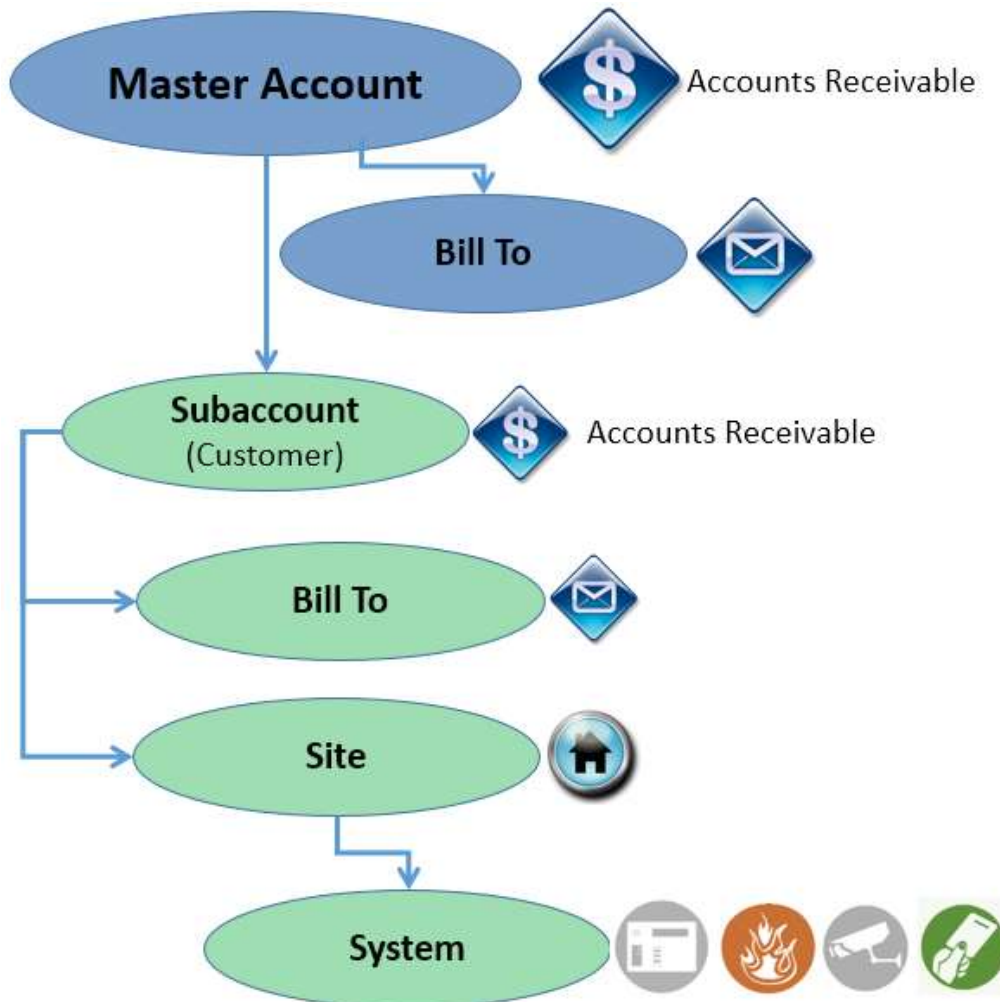 Master Account
Accounts Receivable
Bill To
Subaccount
(Customer)
Accounts Receivable
Bill To
Site
System